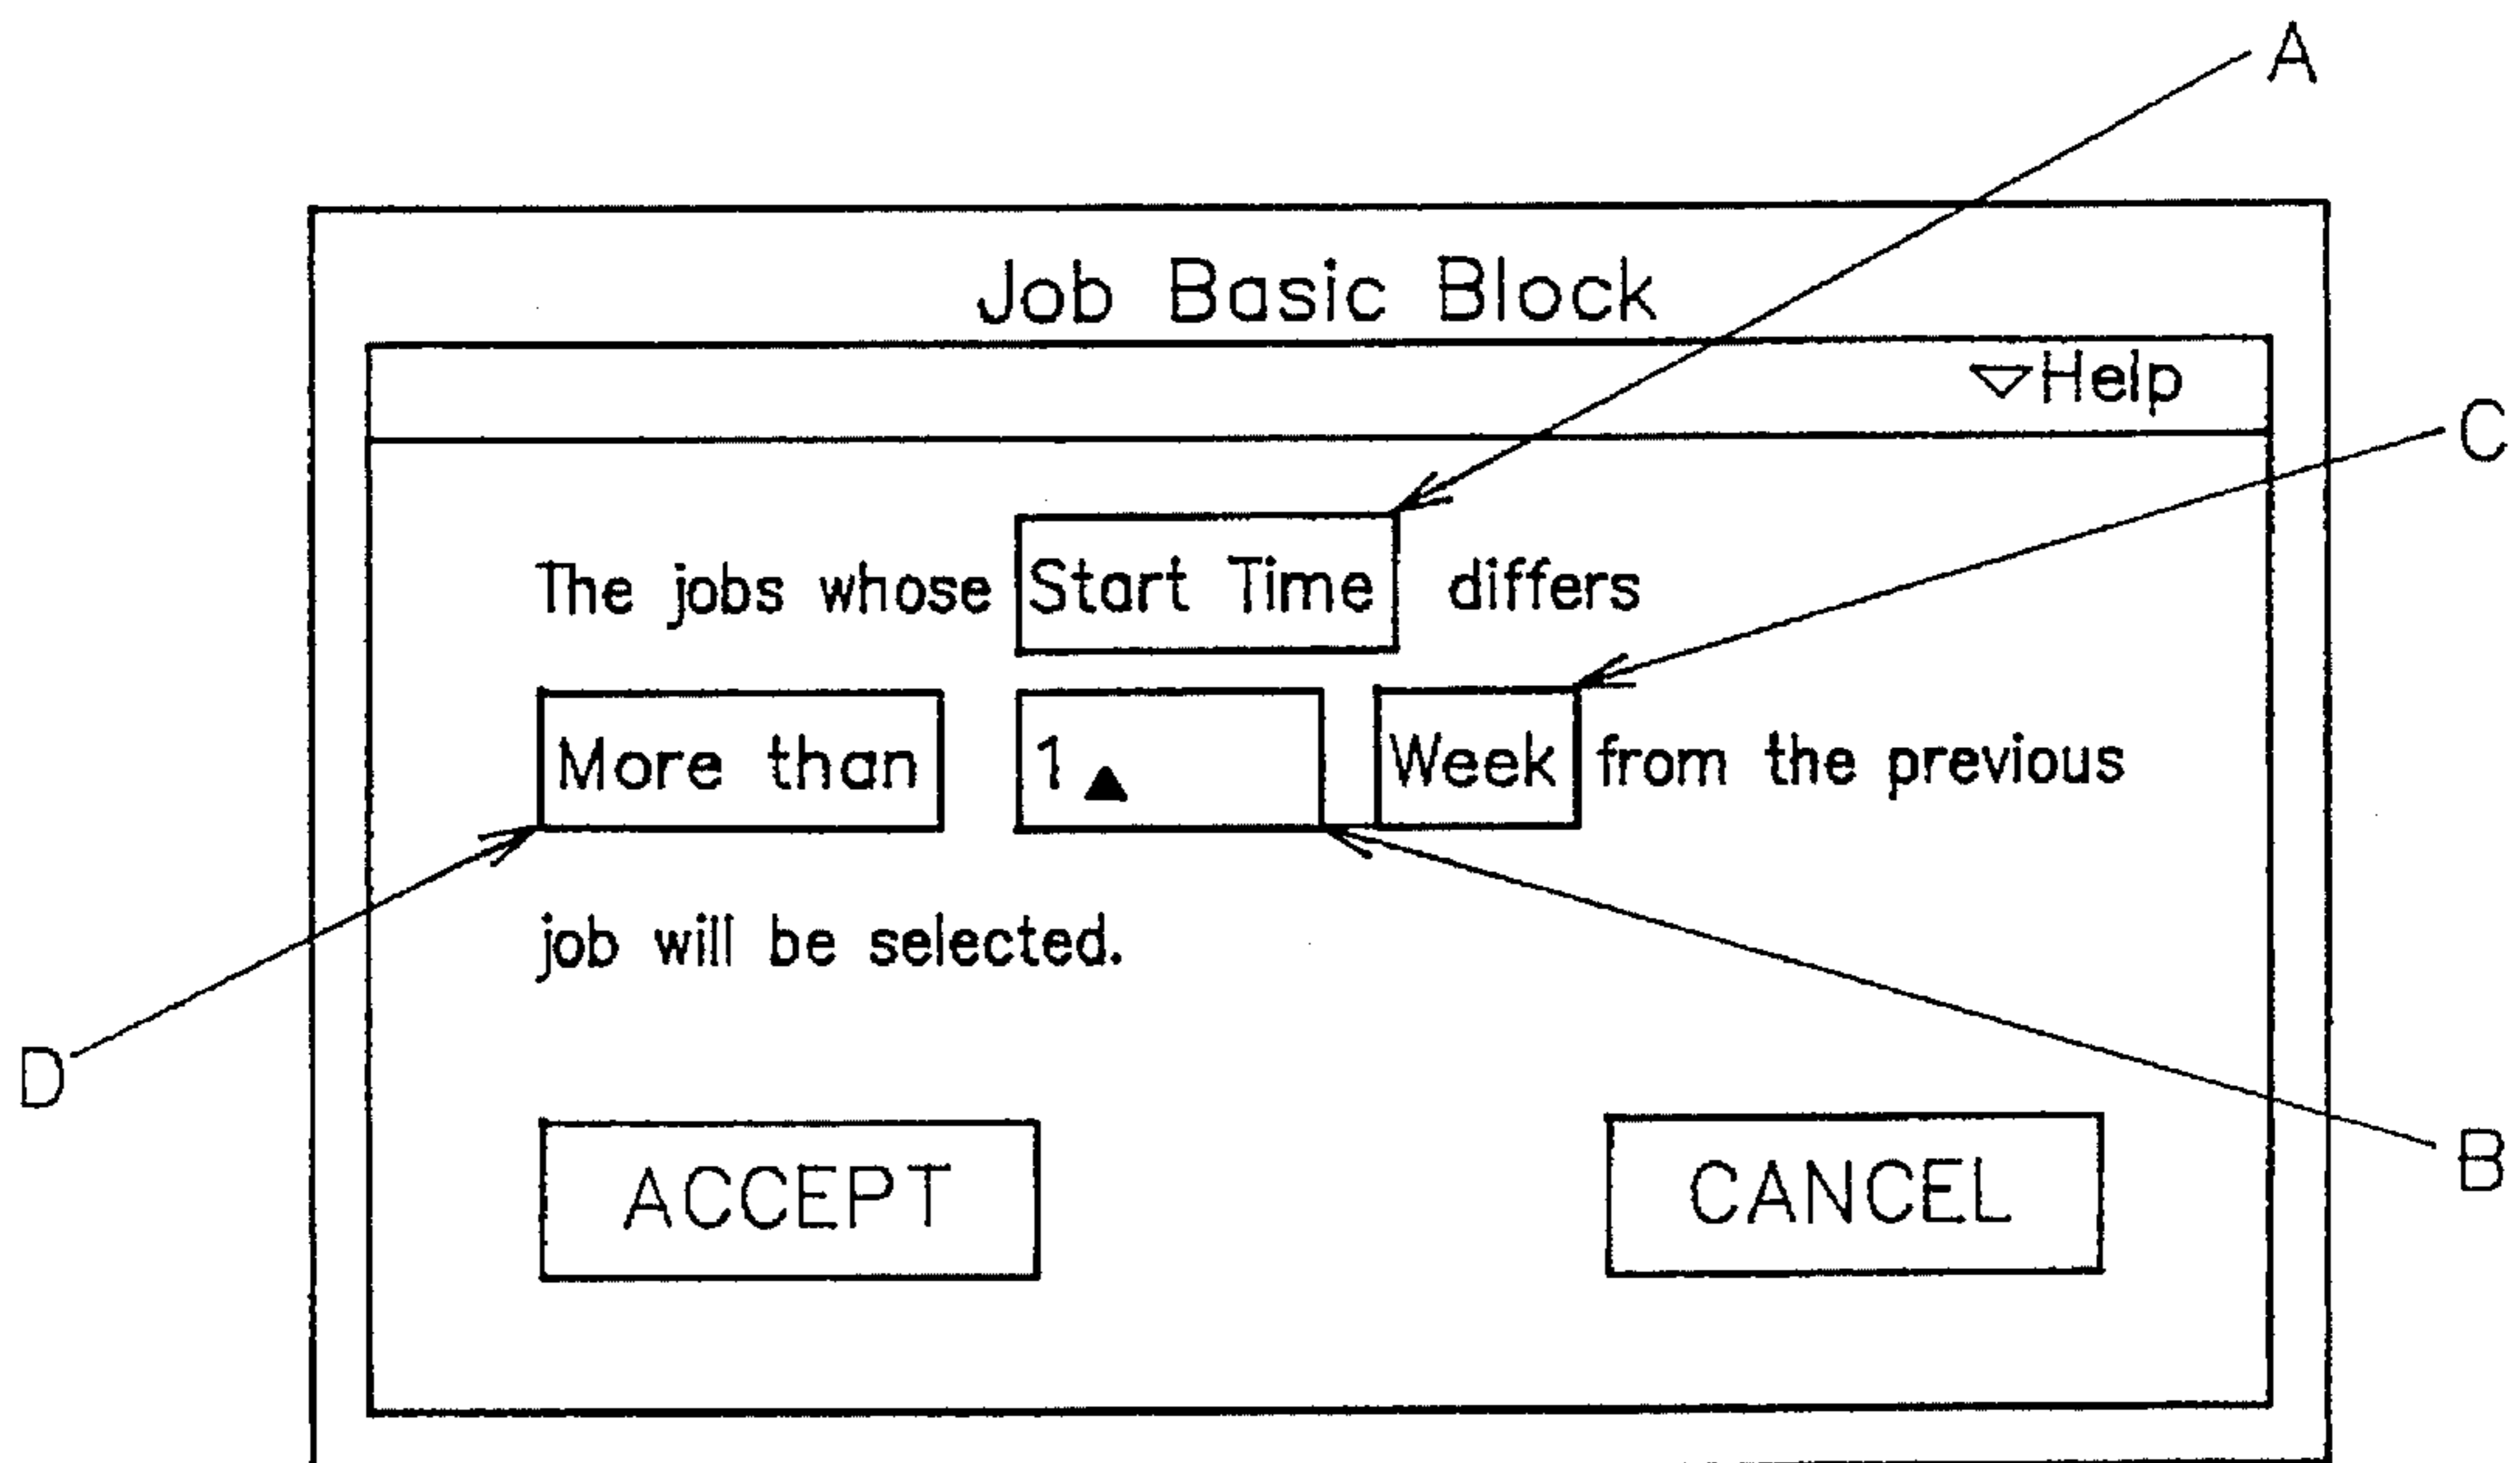 A
Job Basic Block
Help
C
The jobs whose Start Time differs
More than 1 Week from the previous
job will be selected.
D
ACCEPT CANCEL
B